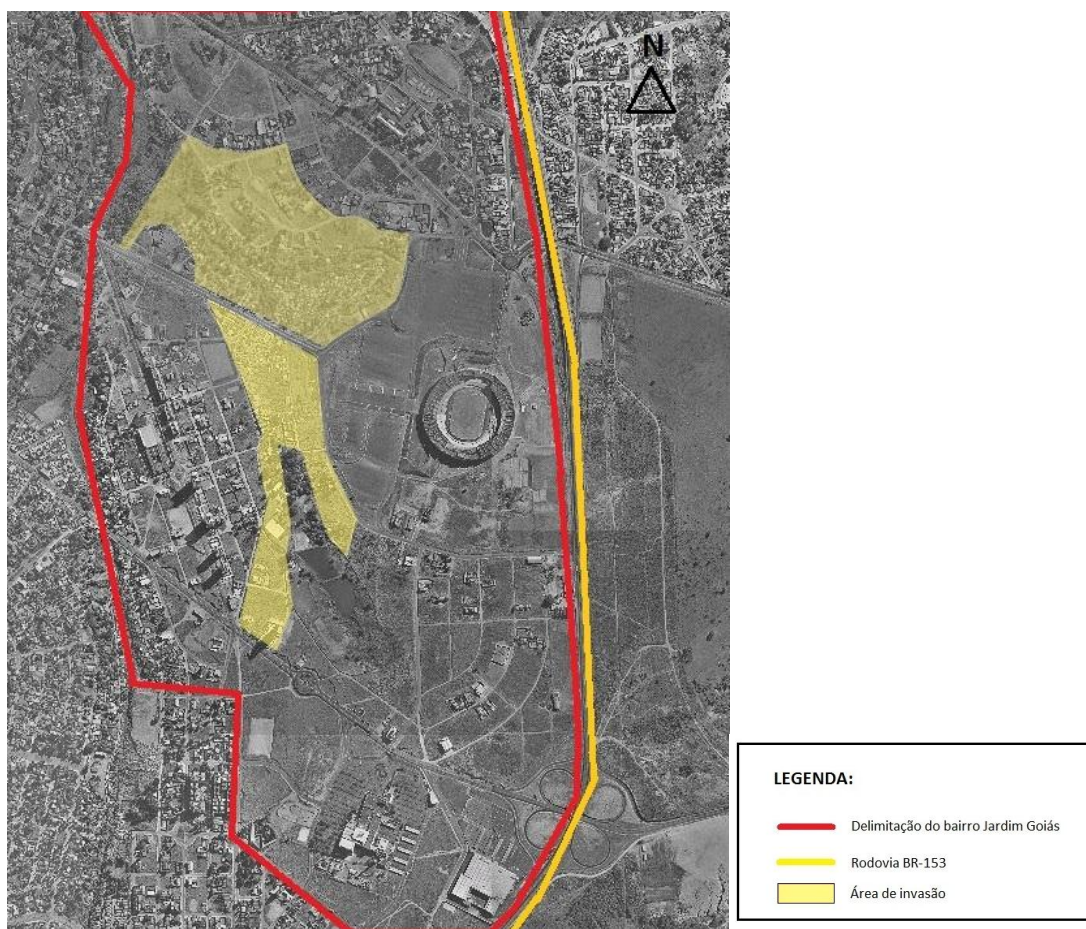 N
LEGENDA:
Delimitação do bairro Jardim Goiás
Rodovia BR-153
Área de invasão